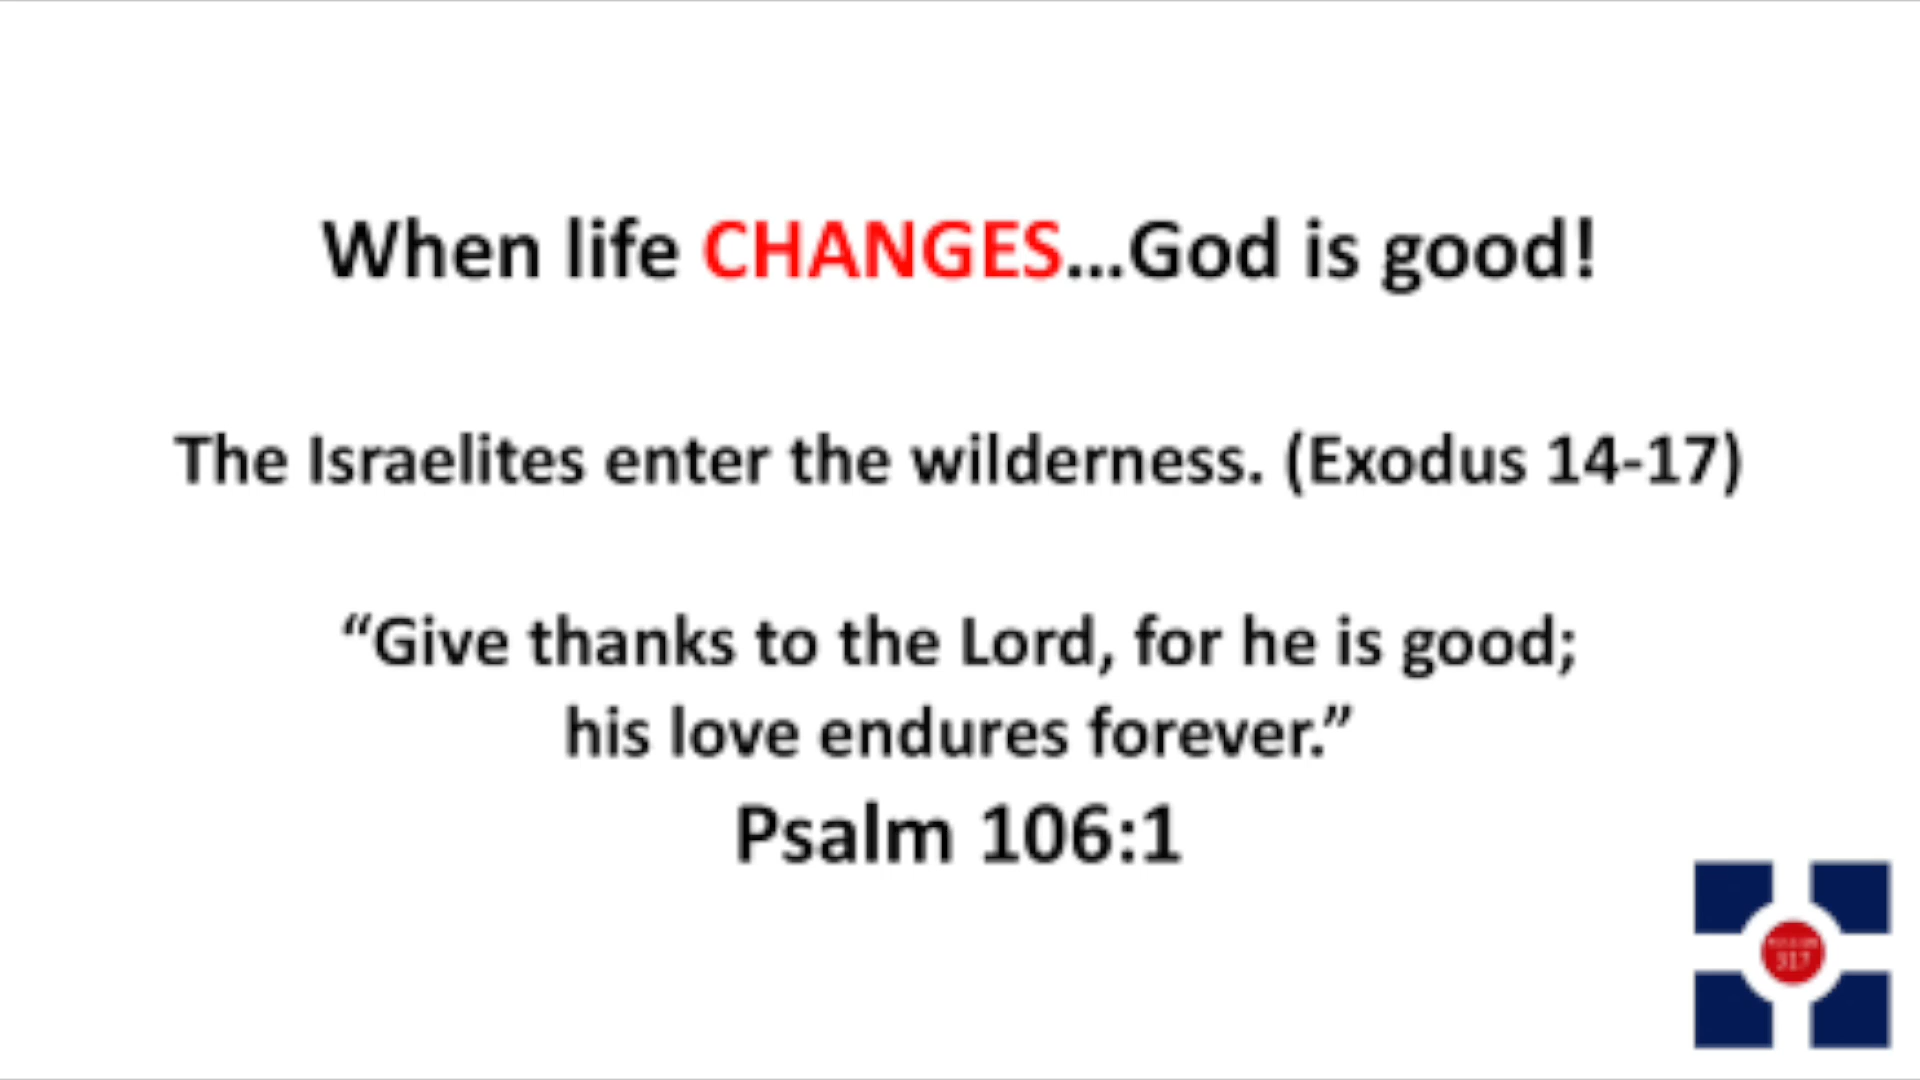 When life CHANGES...God is good!
The Israelites enter the wilderness. (Exodus 14-17)
“Give thanks to the Lord, for he is good;
his love endures forever.”
Psalm 106:1
317